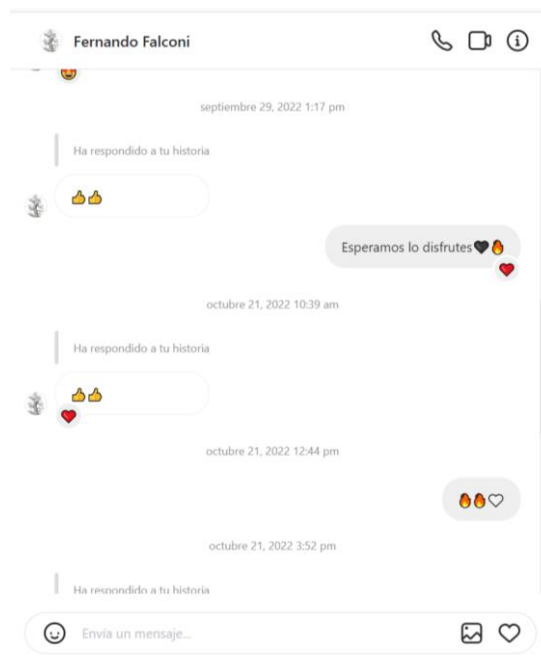 Fernando Falconi
septiembre 29, 2022 1:17 pm
Ha respondido a tu historia
👍👍
Esperamos lo disfrutes🖤🔥
octubre 21, 2022 10:39 am
Ha respondido a tu historia
👍👍
octubre 21, 2022 12:44 pm
🔥🔥🤍
octubre 21, 2022 3:52 pm
Ha respondido a tu historia
Envía un mensaje...